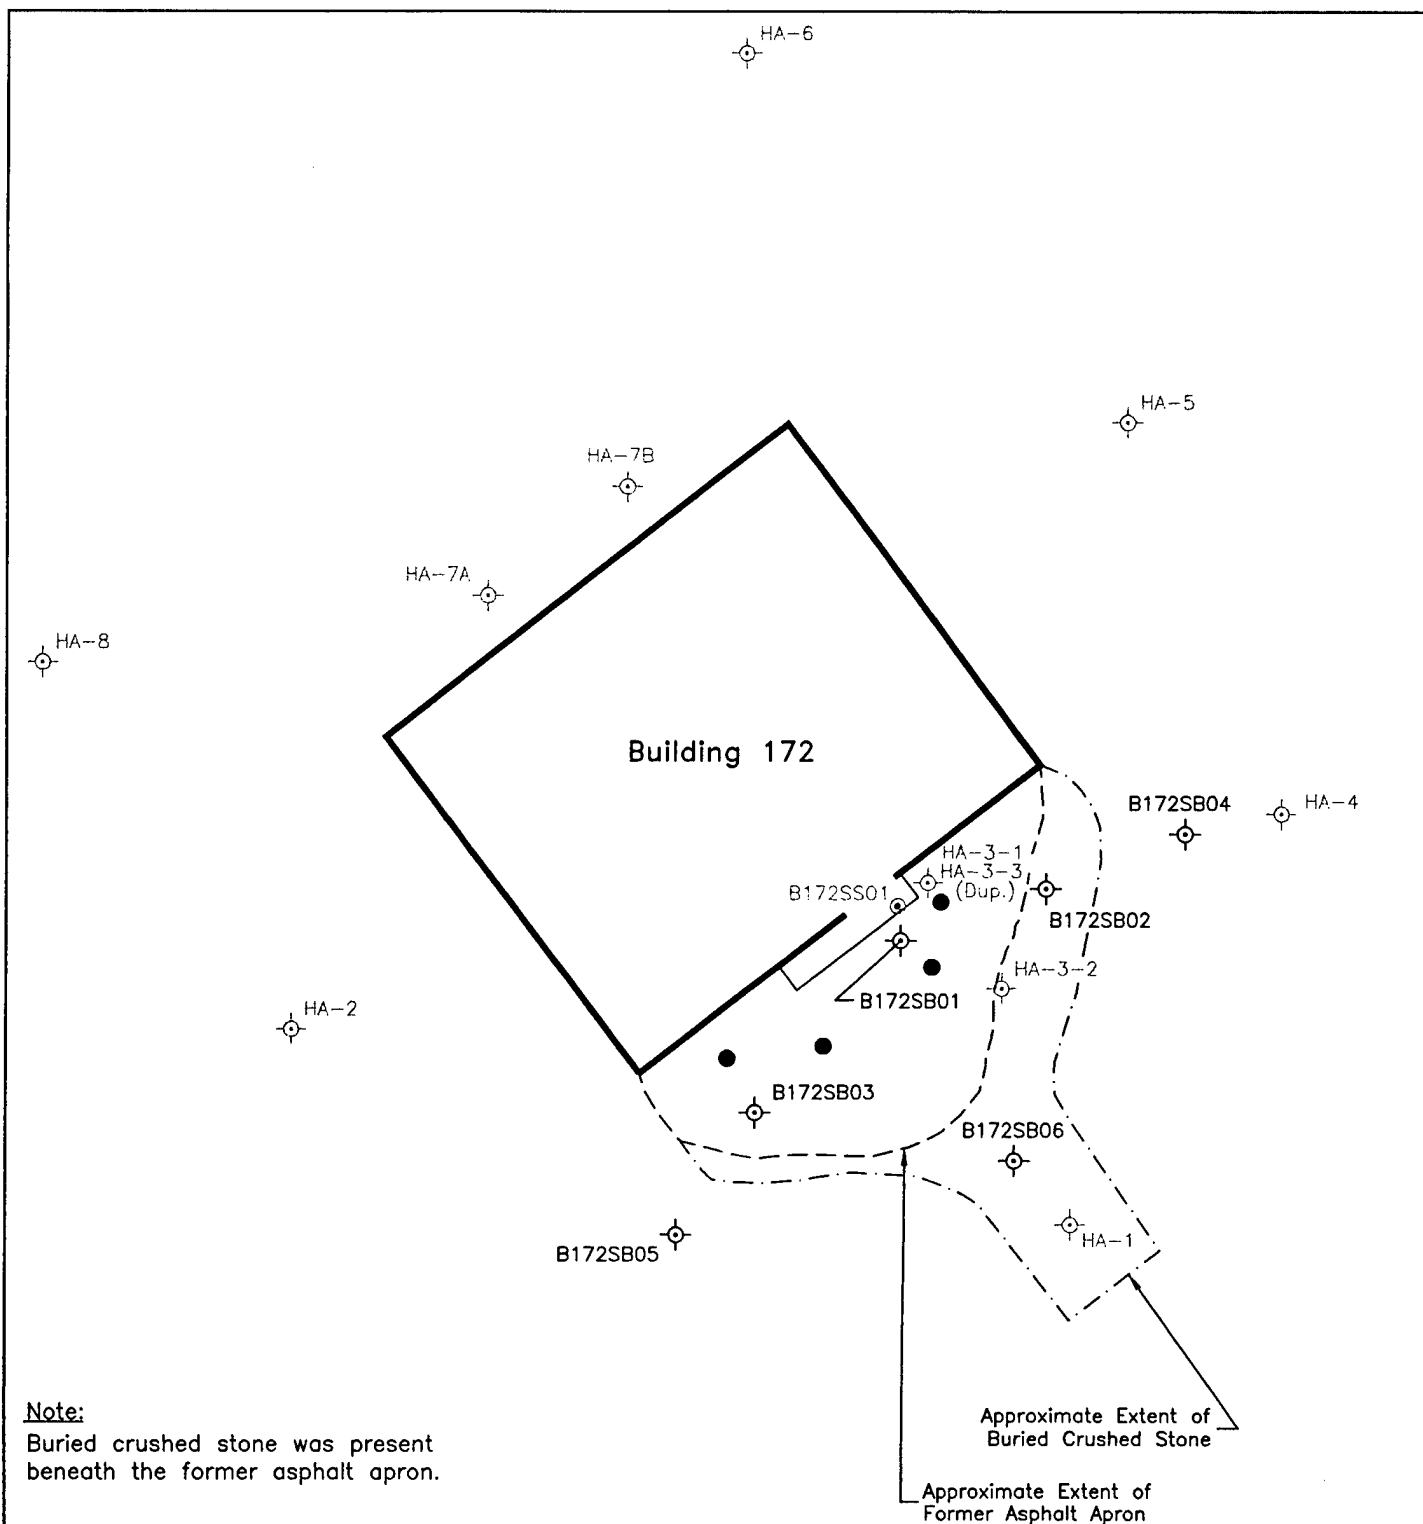 HA-6
HA-5
HA-7B
HA-7A
HA-8
Building 172
B172SB04
HA-4
HA-3-1
HA-3-3
(Dup.)
B172SS01
B172SB02
HA-3-2
B172SB01
HA-2
B172SB03
B172SB06
HA-1
B172SB05
Note:
Buried crushed stone was present
beneath the former asphalt apron.
Approximate Extent of
Buried Crushed Stone
Approximate Extent of
Former Asphalt Apron